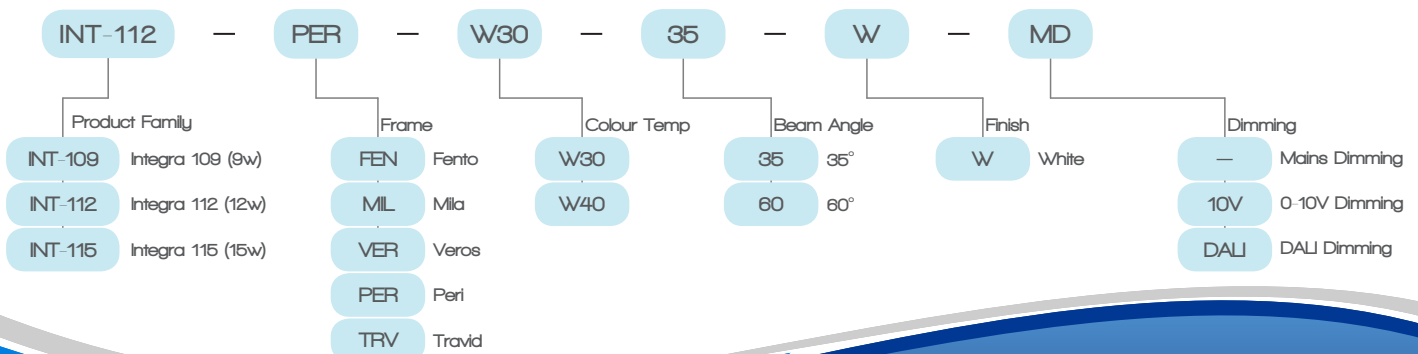 INT-112 — PER — W30 — 35 — W — MD
Product Family Frame Colour Temp Beam Angle Finish Dimming
INT-109 Integra 109 (9w) FEN Fento W30 35 35° W White — Mains Dimming
INT-112 Integra 112 (12w) MIL Mila W40 60 60° 10V 0-10V Dimming
INT-115 Integra 115 (15w) VER Veros DALI DALI Dimming
PER Peri
TRV Travid